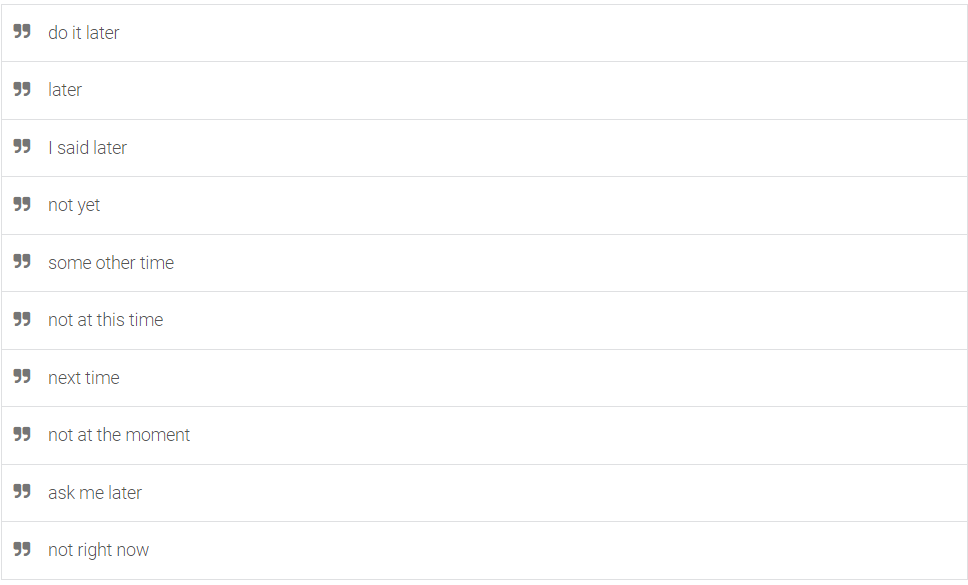 do it later
later
I said later
not yet
some other time
not at this time
next time
not at the moment
ask me later
not right now